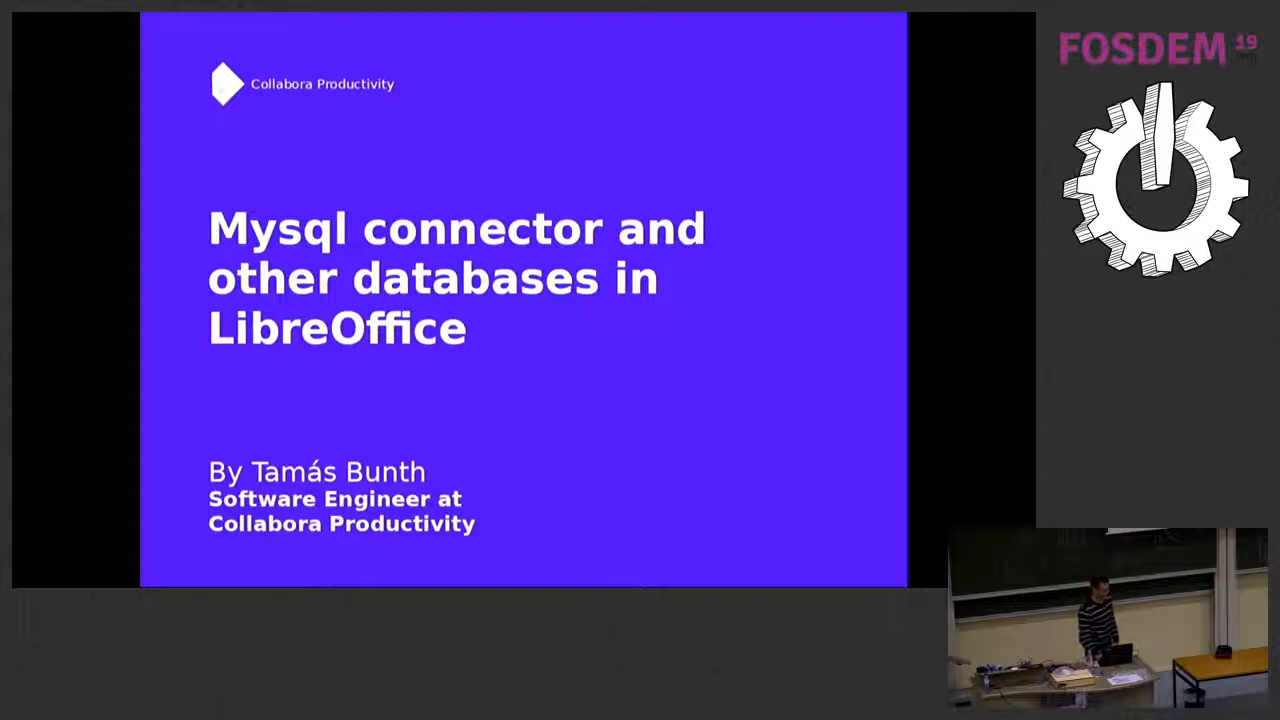 Collabora Productivity
Mysql connector and
other databases in
LibreOffice
By Tamás Bunth
Software Engineer at
Collabora Productivity
FOSDEM 19